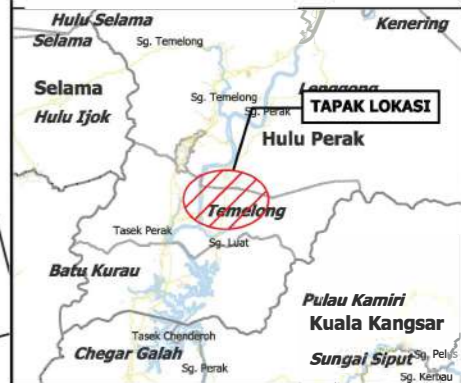 Hulu Selama
Kenering
Selama
Sg. Temelong
Selama
Lenggong
Sg. Temelong
TAPAK LOKASI
Hulu Ijok
Sg. Perak
Hulu Perak
Temelong
Tasek Perak
Sg. Luat
Batu Kurau
Pulau Kamiri
Kuala Kangsar
Tasek Chenderoh
Chegar Galah
Sungai Siput
Sg. Pelus
Sg. Perak
Sg. Kerbau